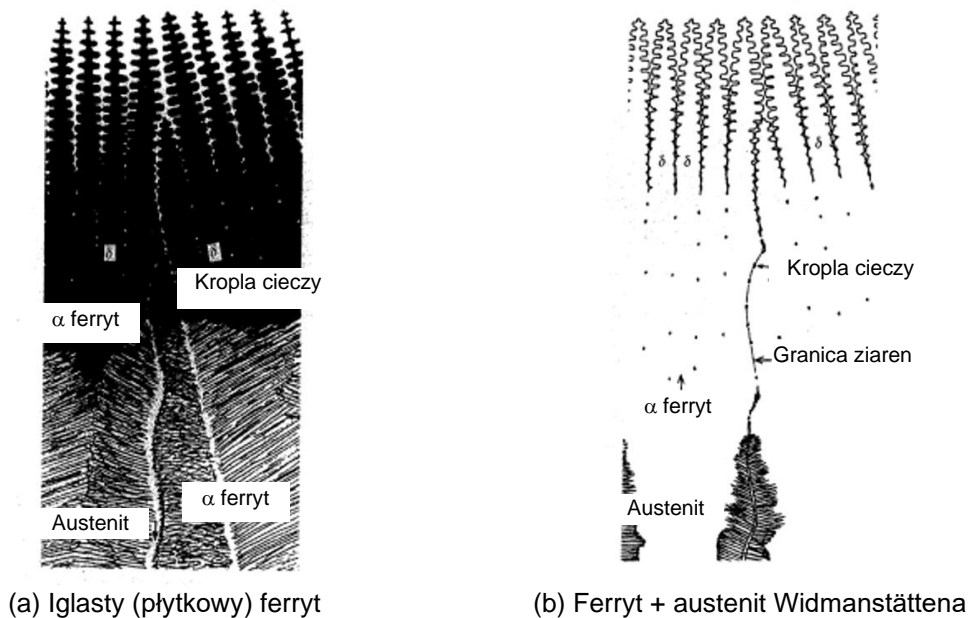 δ
δ
Kropla cieczy
α ferryt
α ferryt
Austenit
(a) Iglasty (płytkowy) ferryt
δ
δ
δ
Kropla cieczy
Granica ziaren
α ferryt
Austenit
(b) Ferryt + austenit Widmanstättena